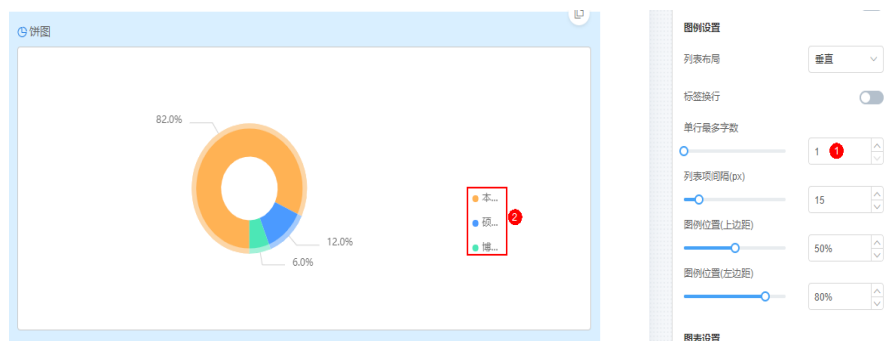 饼图
82.0%
12.0%
6.0%
本...
硕...
博...
2
图例设置
列表布局
垂直
标签换行
单行最多字数
1
1
列表项间隔(px)
15
图例位置(上边距)
50%
图例位置(左边距)
80%
图表设置